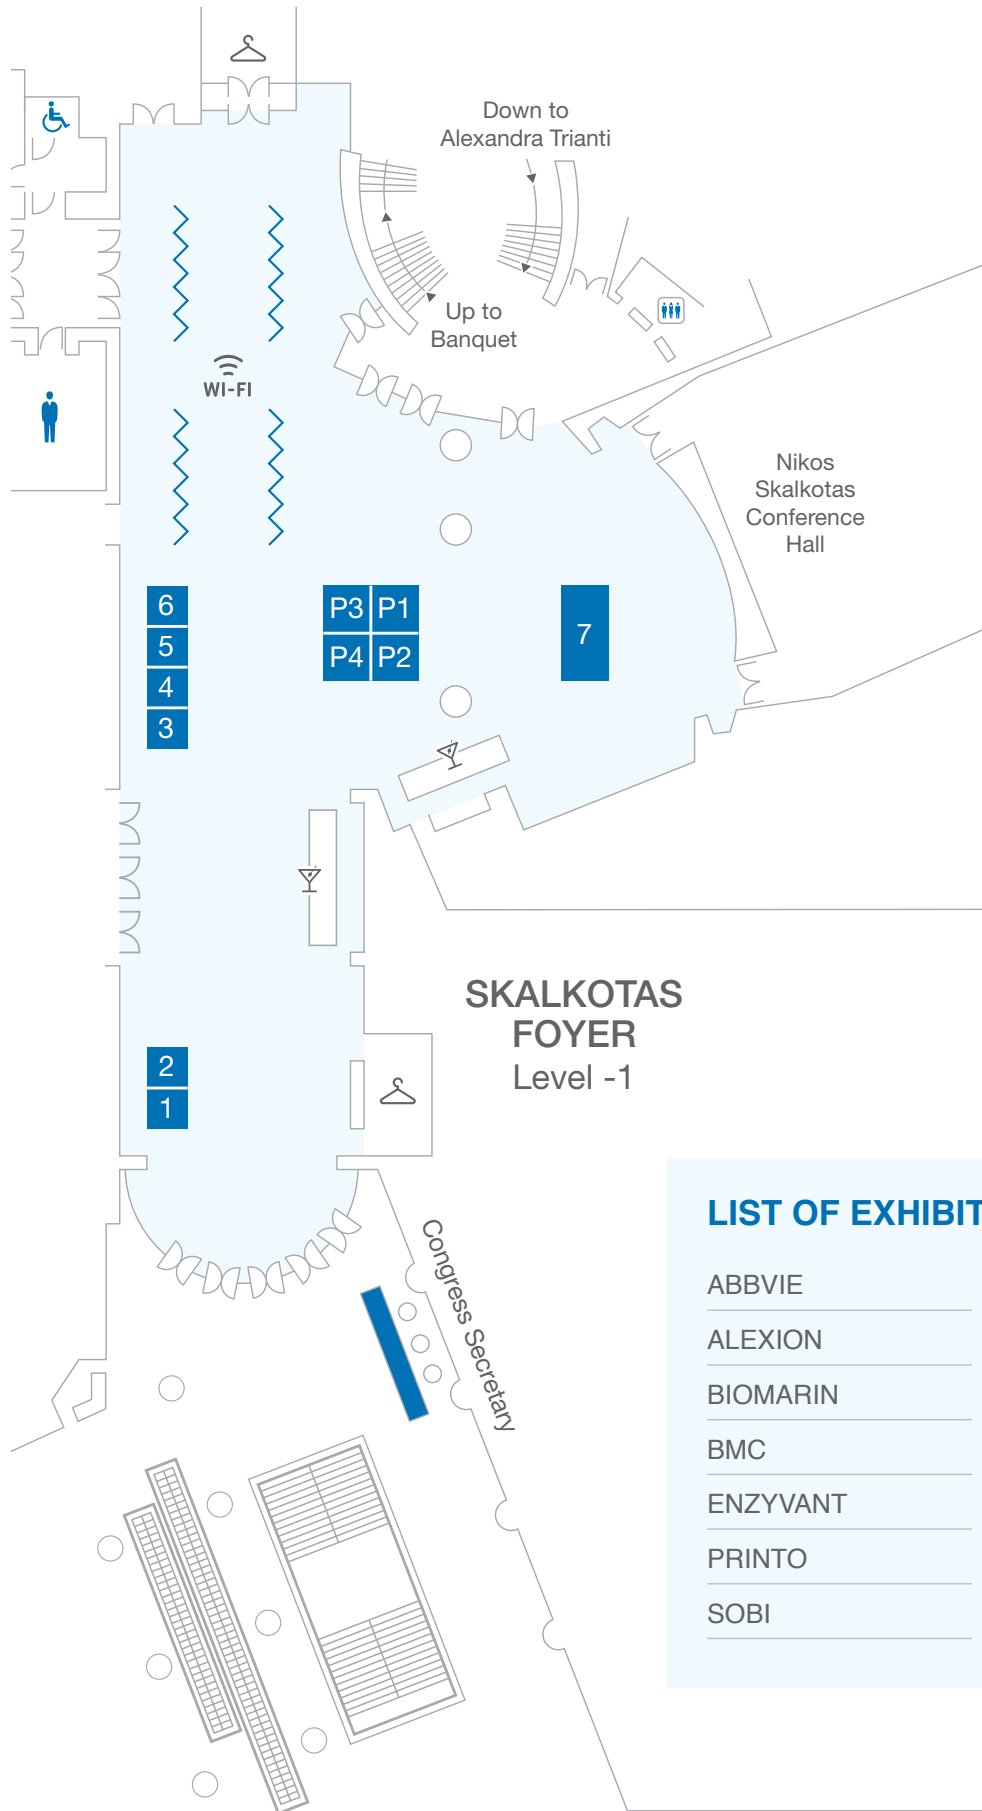 Down to
Alexandra Trianti
Up to
Banquet
WI-FI
Nikos
Skalkotas
Conference
Hall
6
5
4
3
P3 P1
P4 P2
7
SKALKOTAS
FOYER
Level -1
2
1
Congress Secretary
LIST OF EXHIBIT
ABBVIE
ALEXION
BIOMARIN
BMC
ENZYVANT
PRINTO
SOBI